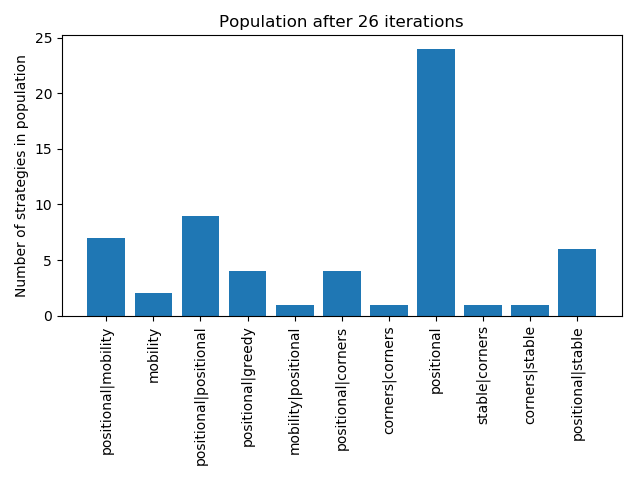 Population after 26 iterations
Number of strategies in population
25
20
15
10
5
0
positional|mobility
mobility
positional|positional
positional|greedy
mobility|positional
positional|corners
corners|corners
positional
stable|corners
corners|stable
positional|stable